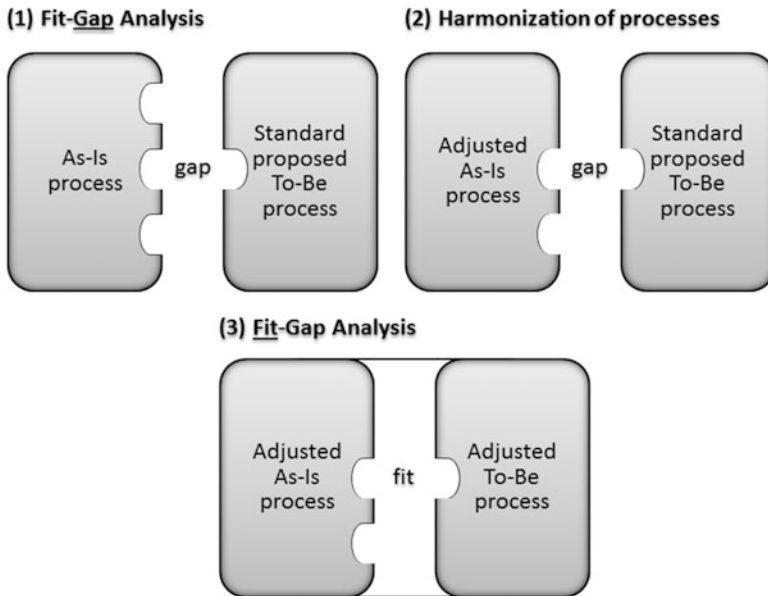 (1) Fit-Gap Analysis
As-Is
process
gap
Standard
proposed
To-Be
process
(2) Harmonization of processes
Adjusted
As-Is
process
gap
Standard
proposed
To-Be
process
(3) Fit-Gap Analysis
Adjusted
As-Is
process
fit
Adjusted
To-Be
process